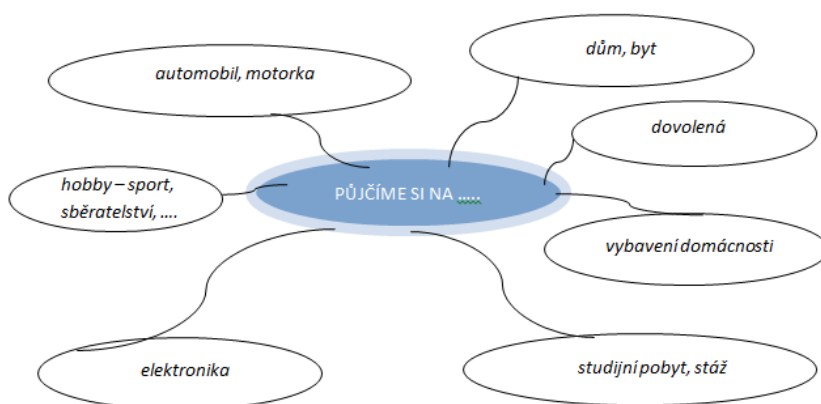 dům, byt
automobil, motorka
dovolená
hobby – sport,
sběratelství, ....
PŮJČÍME SI NA .....
vybavení domácnosti
elektronika
studijní pobyt, stáž